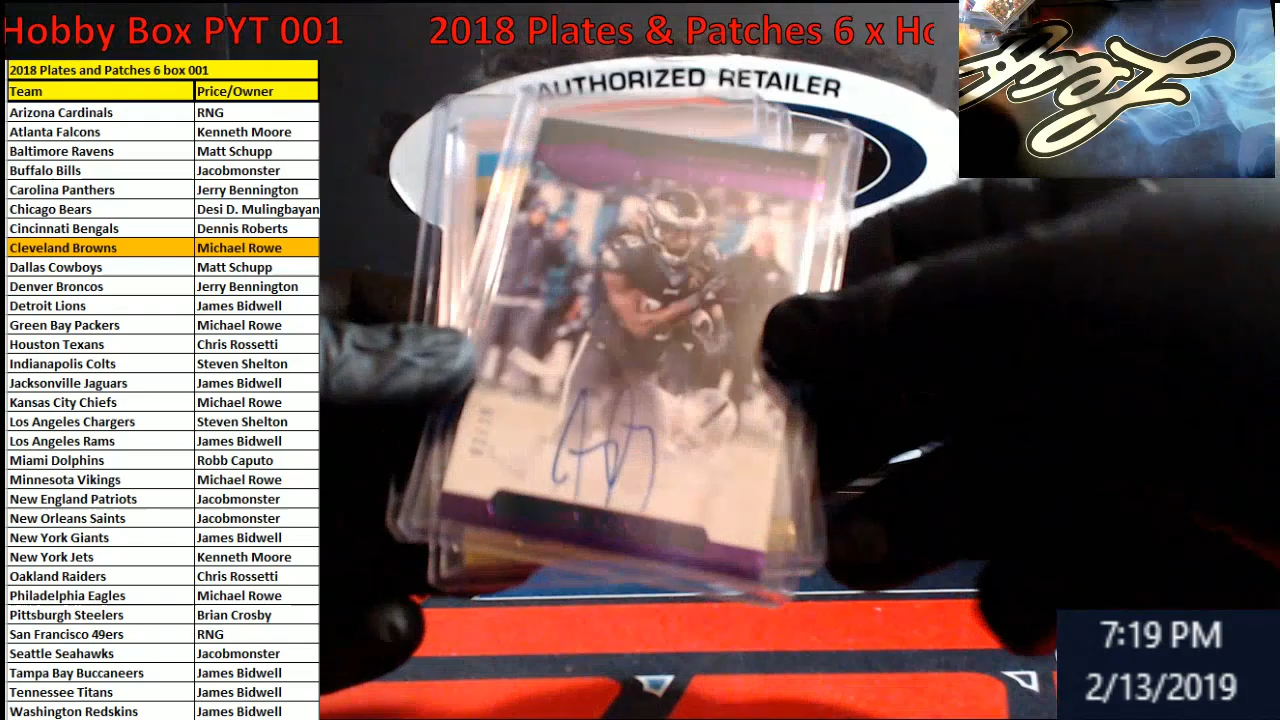 Hobby Box PYT 001 2018 Plates & Patches 6 x Ho
2018 Plates and Patches 6 box 001
Team Price/Owner
Arizona Cardinals RNG
Atlanta Falcons Kenneth Moore
Baltimore Ravens Matt Schupp
Buffalo Bills Jacobmonster
Carolina Panthers Jerry Bennington
Chicago Bears Desi D. Mulingbayan
Cincinnati Bengals Dennis Roberts
Cleveland Browns Michael Rowe
Dallas Cowboys Matt Schupp
Denver Broncos Jerry Bennington
Detroit Lions James Bidwell
Green Bay Packers Michael Rowe
Houston Texans Chris Rossetti
Indianapolis Colts Steven Shelton
Jacksonville Jaguars James Bidwell
Kansas City Chiefs Michael Rowe
Los Angeles Chargers Steven Shelton
Los Angeles Rams James Bidwell
Miami Dolphins Robb Caputo
Minnesota Vikings Michael Rowe
New England Patriots Jacobmonster
New Orleans Saints Jacobmonster
New York Giants James Bidwell
New York Jets Kenneth Moore
Oakland Raiders Chris Rossetti
Philadelphia Eagles Michael Rowe
Pittsburgh Steelers Brian Crosby
San Francisco 49ers RNG
Seattle Seahawks Jacobmonster
Tampa Bay Buccaneers James Bidwell
Tennessee Titans James Bidwell
Washington Redskins James Bidwell
AUTHORIZED RETAILER
7:19 PM
2/13/2019